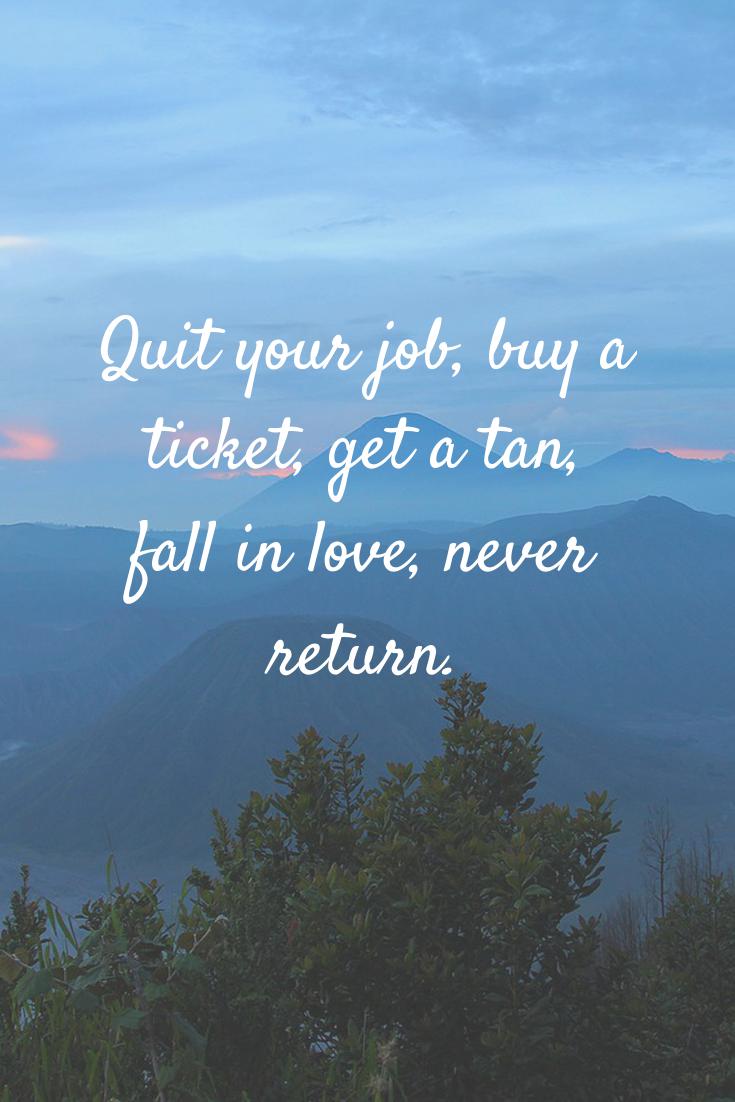 Quit your job, buy a
ticket, get a tan,
fall in love, never
return.